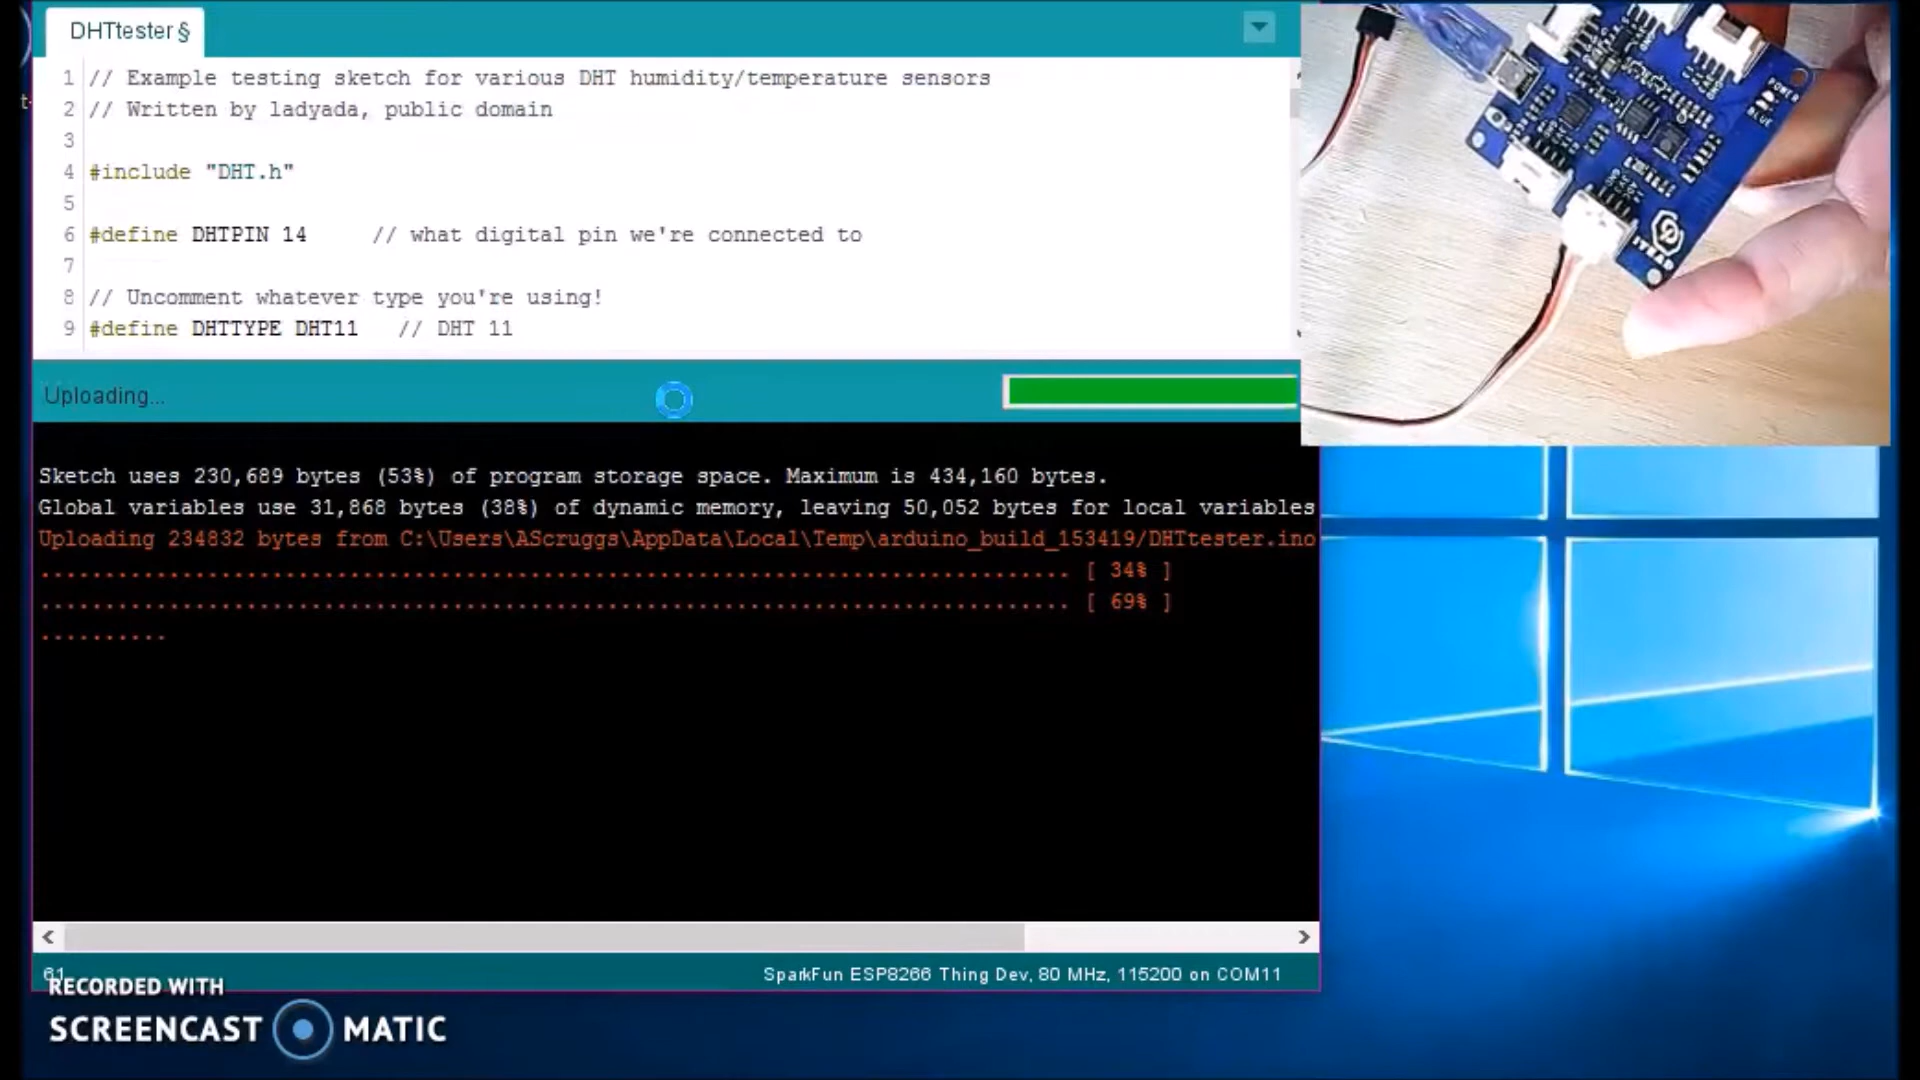 DHTtester §
1 // Example testing sketch for various DHT humidity/temperature sensors
2 // Written by ladyada, public domain
3
4 #include "DHT.h"
5
6 #define DHTPIN 14 // what digital pin we're connected to
7
8 // Uncomment whatever type you're using!
9 #define DHTTYPE DHT11 // DHT 11
POWER
BLUE
ITEAD
Uploading...
Sketch uses 230,689 bytes (53%) of program storage space. Maximum is 434,160 bytes.
Global variables use 31,868 bytes (38%) of dynamic memory, leaving 50,052 bytes for local variables
Uploading 234832 bytes from C:\Users\AScruggs\AppData\Local\Temp\arduino_build_153419/DHTtester.ino
................................................................................ [ 34% ]
................................................................................ [ 69% ]
..........
61
SparkFun ESP8266 Thing Dev, 80 MHz, 115200 on COM11
RECORDED WITH
SCREENCAST MATIC